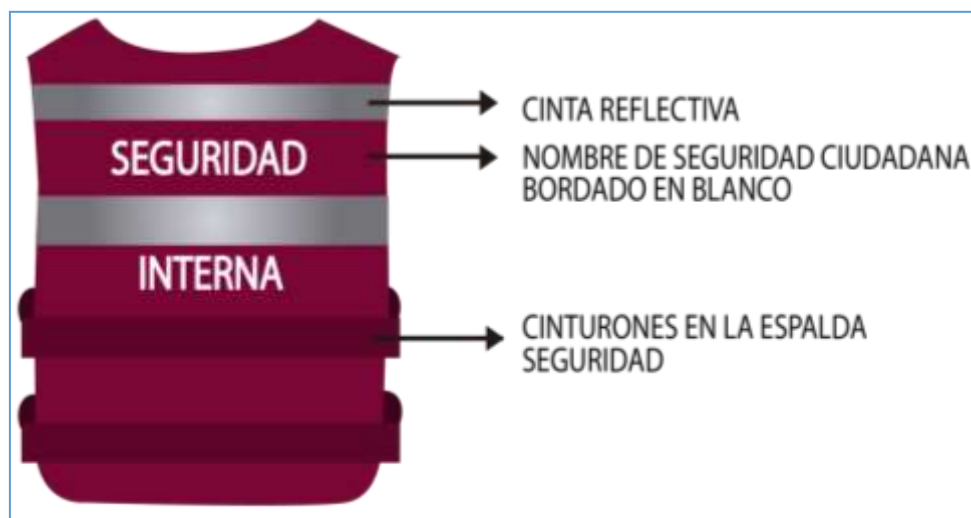 SEGURIDAD
INTERNA
CINTA REFLECTIVA
NOMBRE DE SEGURIDAD CIUDADANA
BORDADO EN BLANCO
CINTURONES EN LA ESPALDA
SEGURIDAD